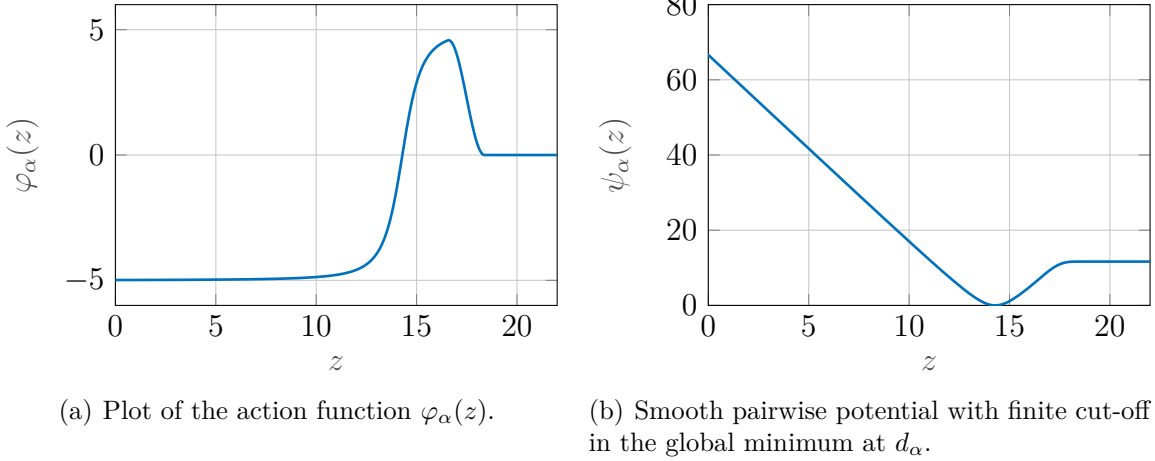 5
0
−5
0 5 10 15 20
z
φα(z)
80
60
40
20
0
0 5 10 15 20
z
ψα(z)
(a) Plot of the action function φα(z).
(b) Smooth pairwise potential with finite cut-off
in the global minimum at dα.